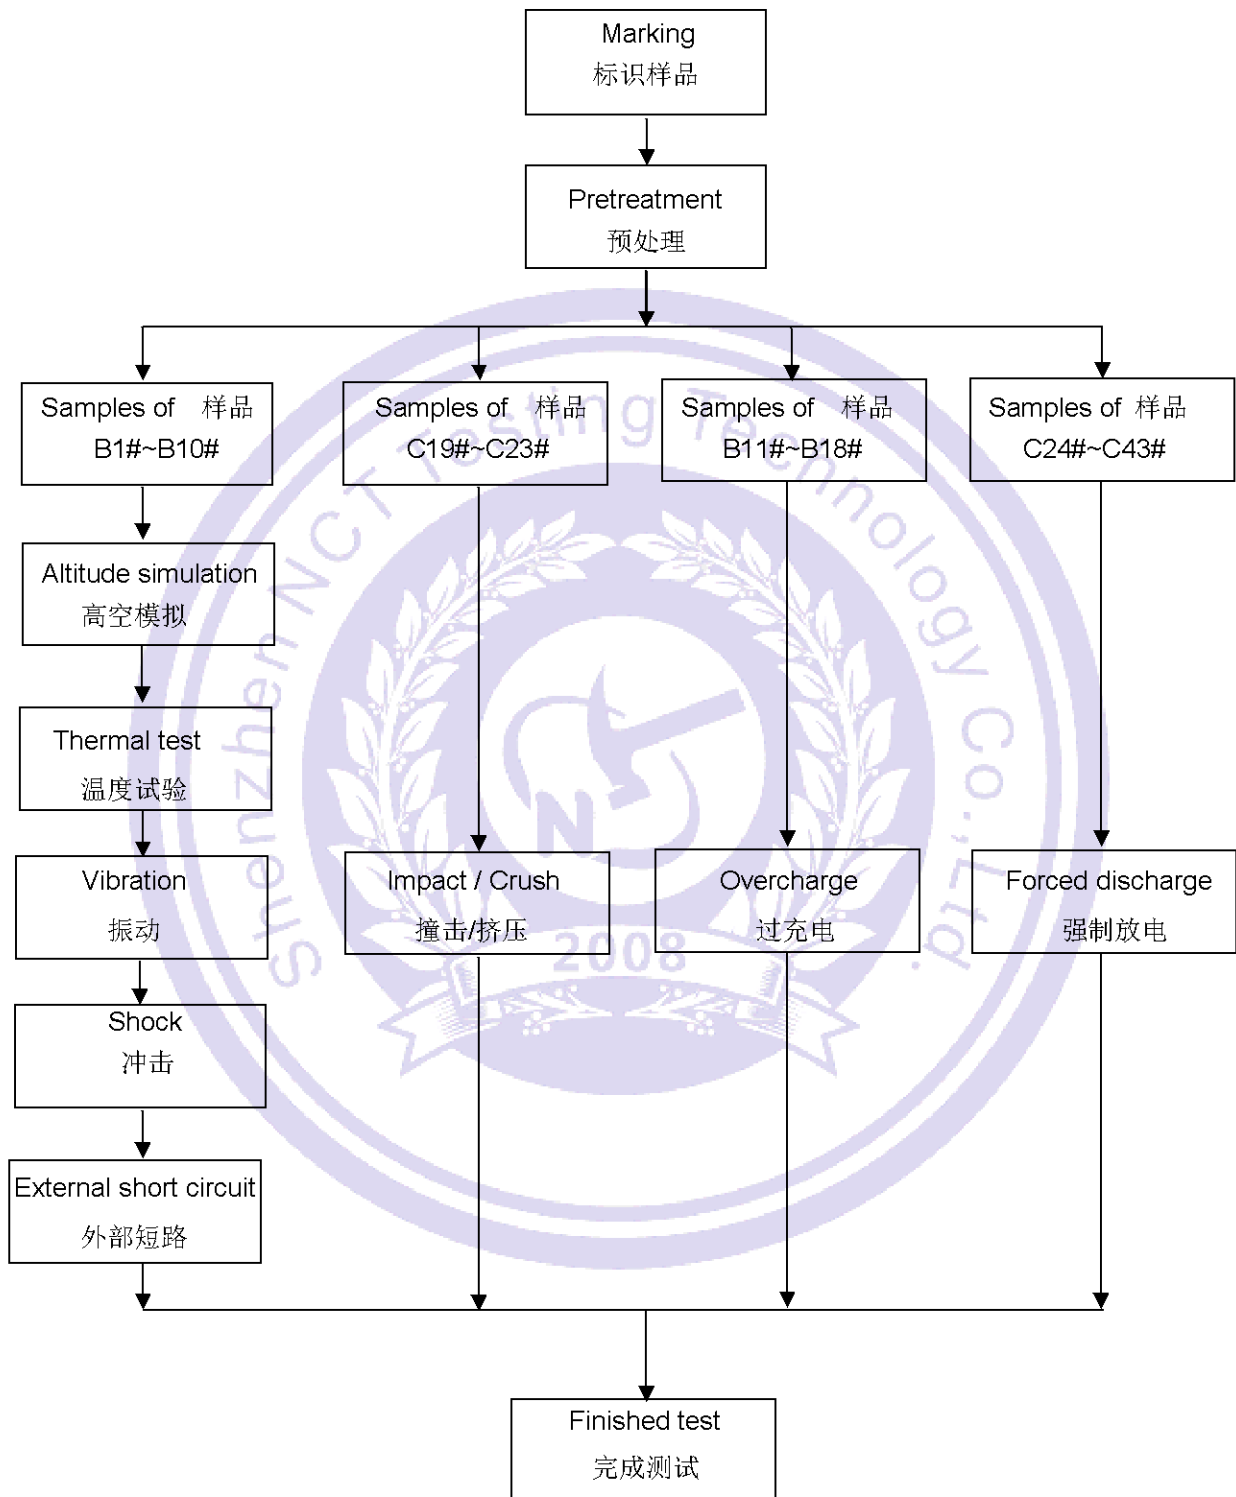 Marking
标识样品
Pretreatment
预处理
Samples of 样品
B1#~B10#
Samples of 样品
C19#~C23#
Samples of 样品
B11#~B18#
Samples of 样品
C24#~C43#
Altitude simulation
高空模拟
Thermal test
温度试验
Vibration
振动
Impact / Crush
撞击/挤压
Overcharge
过充电
Forced discharge
强制放电
Shock
冲击
External short circuit
外部短路
Finished test
完成测试
Shenzhen NCT Testing Technology Co.,Ltd.
N
2008